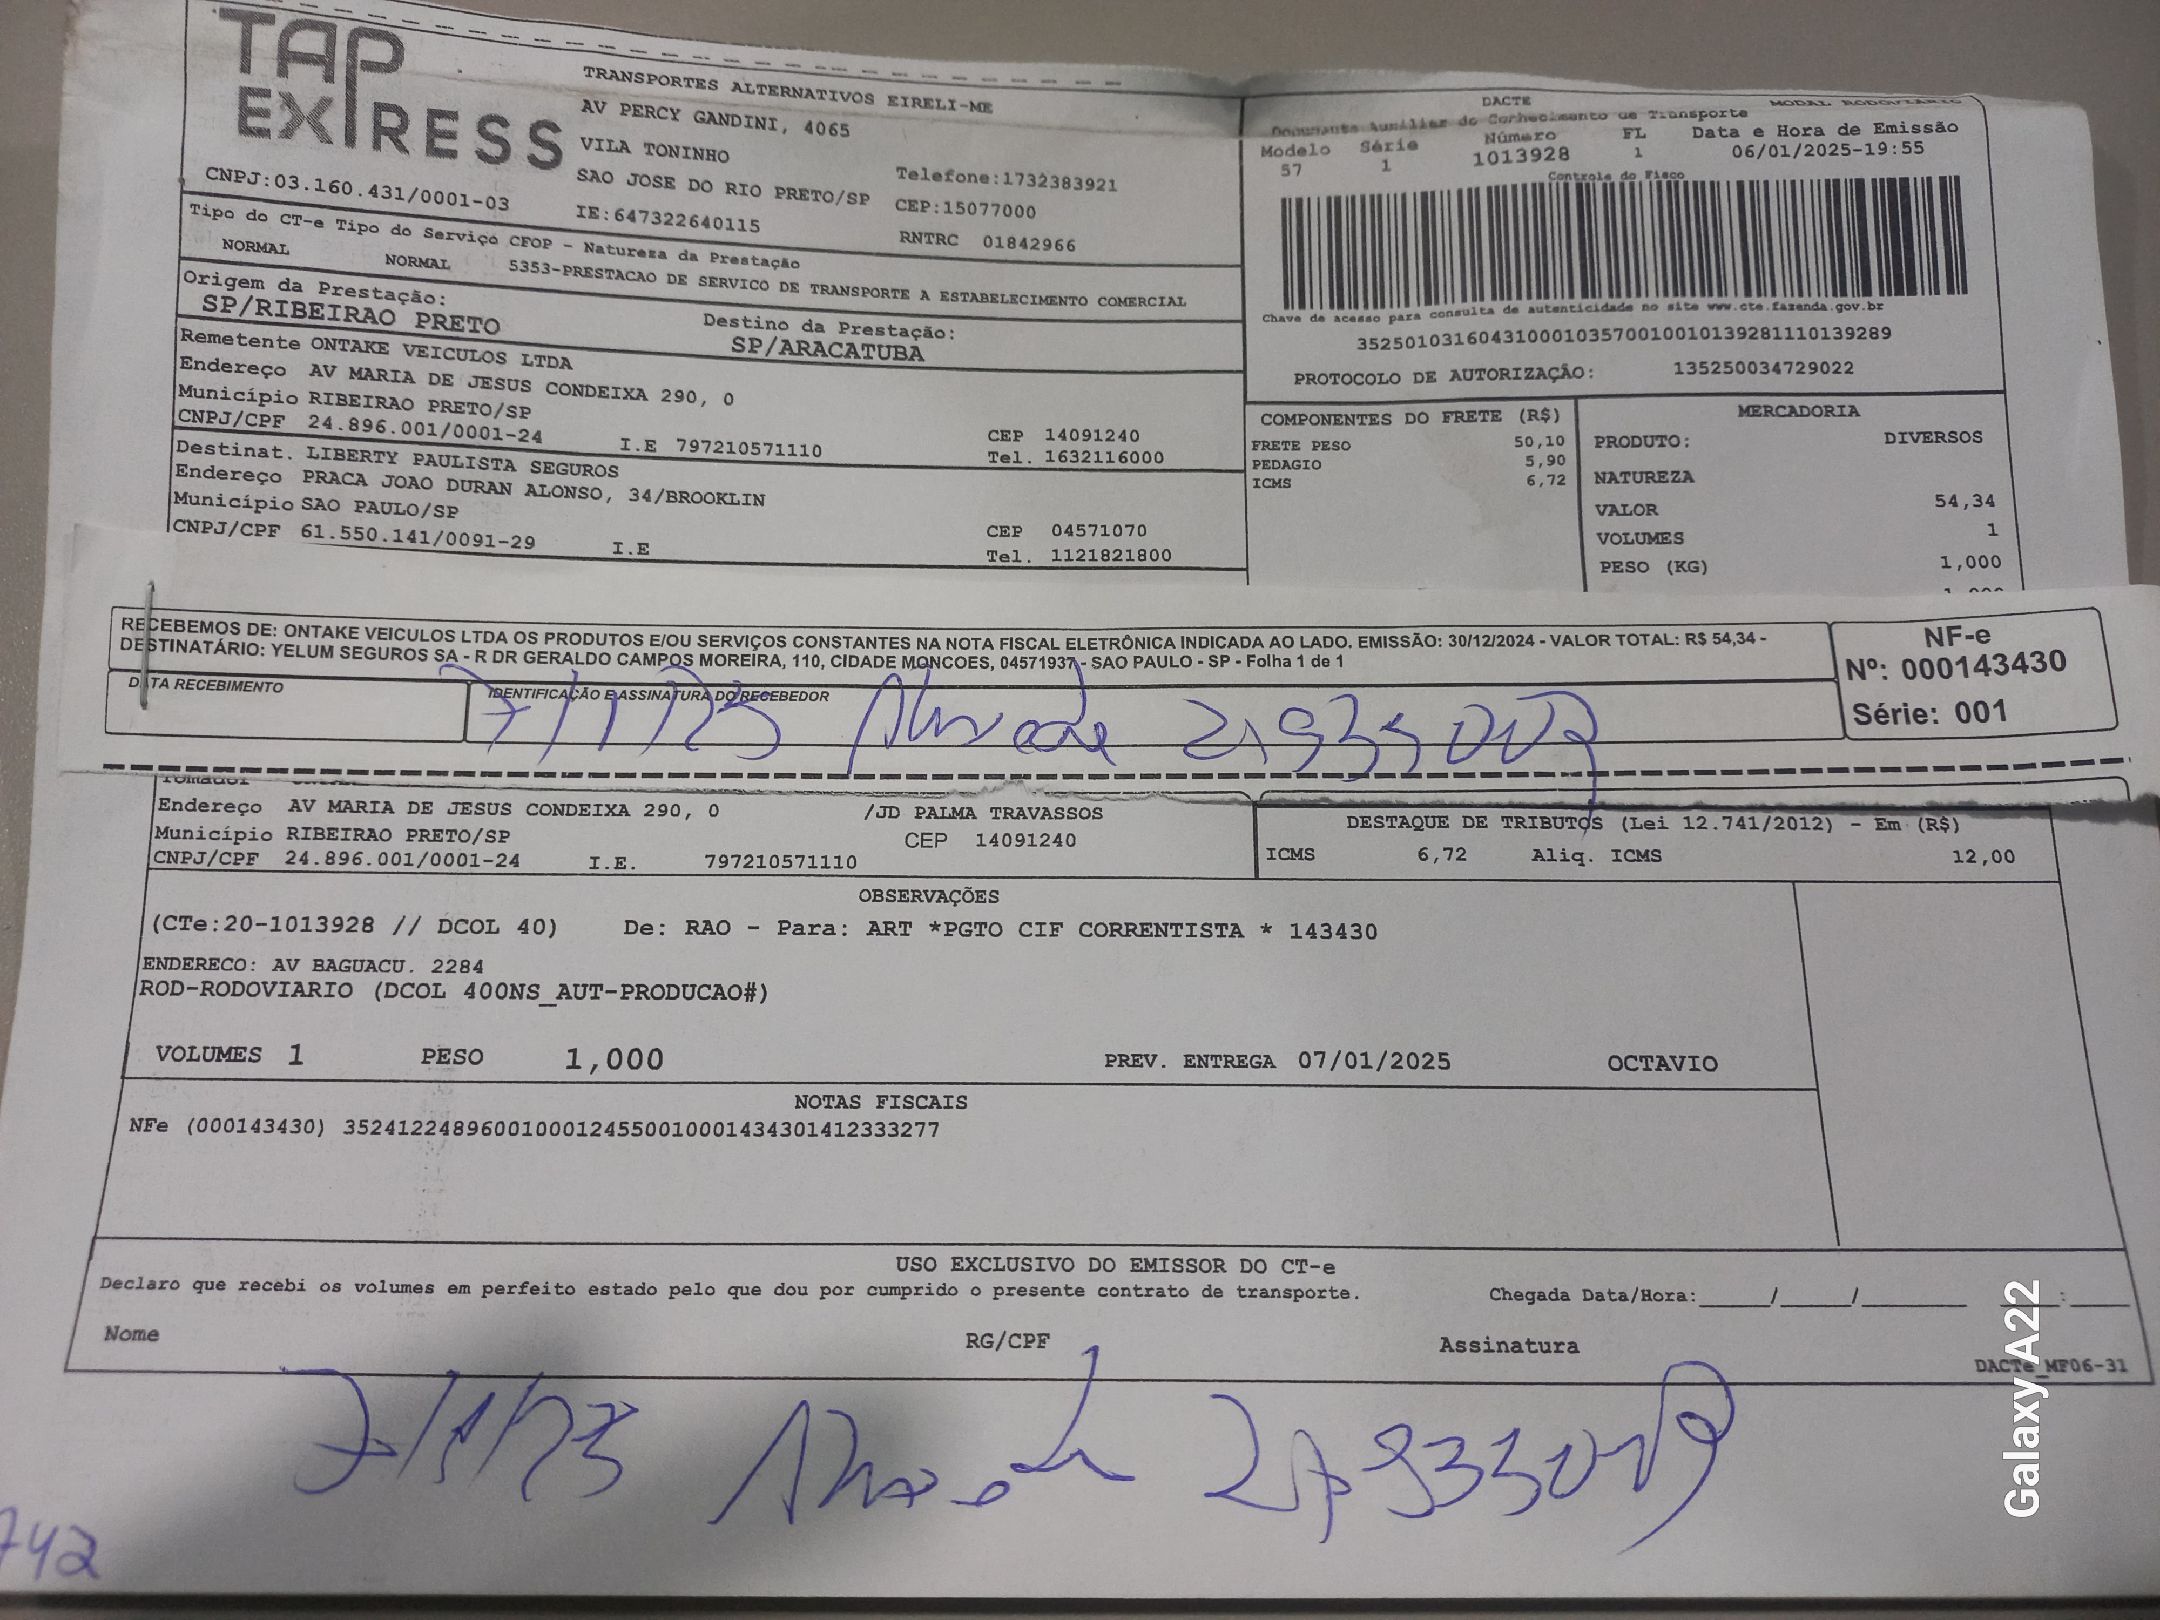 TAP
EXPRESS
TRANSPORTES ALTERNATIVOS EIRELI-ME
AV PERCY GANDINI, 4065
VILA TONINHO
SAO JOSE DO RIO PRETO/SP
Telefone:1732383921
CNPJ:03.160.431/0001-03
IE:647322640115
CEP:15077000
RNTRC 01842966
DACTE
MODAL RODOVIÁRIO
Documento Auxiliar do Conhecimento de Transporte
Modelo Série Número FL Data e Hora de Emissão
57 1 1013928 1 06/01/2025-19:55
Controle do Fisco
Chave de acesso para consulta de autenticidade no site www.cte.fazenda.gov.br
35250103160431000103570010010139281110139289
PROTOCOLO DE AUTORIZAÇÃO: 135250034729022
Tipo do CT-e Tipo do Serviço CFOP - Natureza da Prestação
NORMAL NORMAL 5353-PRESTACAO DE SERVICO DE TRANSPORTE A ESTABELECIMENTO COMERCIAL
Origem da Prestação: Destino da Prestação:
SP/RIBEIRAO PRETO SP/ARACATUBA
Remetente ONTAKE VEICULOS LTDA
Endereço AV MARIA DE JESUS CONDEIXA 290, 0
Município RIBEIRAO PRETO/SP CEP 14091240
CNPJ/CPF 24.896.001/0001-24 I.E 797210571110 Tel. 1632116000
Destinat. LIBERTY PAULISTA SEGUROS
Endereço PRACA JOAO DURAN ALONSO, 34/BROOKLIN
Município SAO PAULO/SP CEP 04571070
CNPJ/CPF 61.550.141/0091-29 I.E Tel. 1121821800
COMPONENTES DO FRETE (R$)
FRETE PESO 50,10
PEDAGIO 5,90
ICMS 6,72
MERCADORIA
PRODUTO: DIVERSOS
NATUREZA
VALOR 54,34
VOLUMES 1
PESO (KG) 1,000
RECEBEMOS DE: ONTAKE VEICULOS LTDA OS PRODUTOS E/OU SERVIÇOS CONSTANTES NA NOTA FISCAL ELETRÔNICA INDICADA AO LADO. EMISSÃO: 30/12/2024 - VALOR TOTAL: R$ 54,34 -
DESTINATÁRIO: YELUM SEGUROS SA - R DR GERALDO CAMPOS MOREIRA, 110, CIDADE MONCOES, 04571937 - SAO PAULO - SP - Folha 1 de 1
DATA RECEBIMENTO IDENTIFICAÇÃO E ASSINATURA DO RECEBEDOR
NF-e
Nº: 000143430
Série: 001
Tomador
Endereço AV MARIA DE JESUS CONDEIXA 290, 0 /JD PALMA TRAVASSOS
Município RIBEIRAO PRETO/SP CEP 14091240
CNPJ/CPF 24.896.001/0001-24 I.E. 797210571110
DESTAQUE DE TRIBUTOS (Lei 12.741/2012) - Em (R$)
ICMS 6,72 Aliq. ICMS 12,00
OBSERVAÇÕES
(CTe:20-1013928 // DCOL 40) De: RAO - Para: ART *PGTO CIF CORRENTISTA * 143430
ENDERECO: AV BAGUACU. 2284
ROD-RODOVIARIO (DCOL 400NS_AUT-PRODUCAO#)
VOLUMES 1 PESO 1,000 PREV. ENTREGA 07/01/2025 OCTAVIO
NOTAS FISCAIS
NFe (000143430) 35241224896001000124550010001434301412333277
USO EXCLUSIVO DO EMISSOR DO CT-e
Declaro que recebi os volumes em perfeito estado pelo que dou por cumprido o presente contrato de transporte. Chegada Data/Hora:_____/_____/_______ ____:____
Nome RG/CPF Assinatura
DACTe_MF06-31
742
Galaxy A22